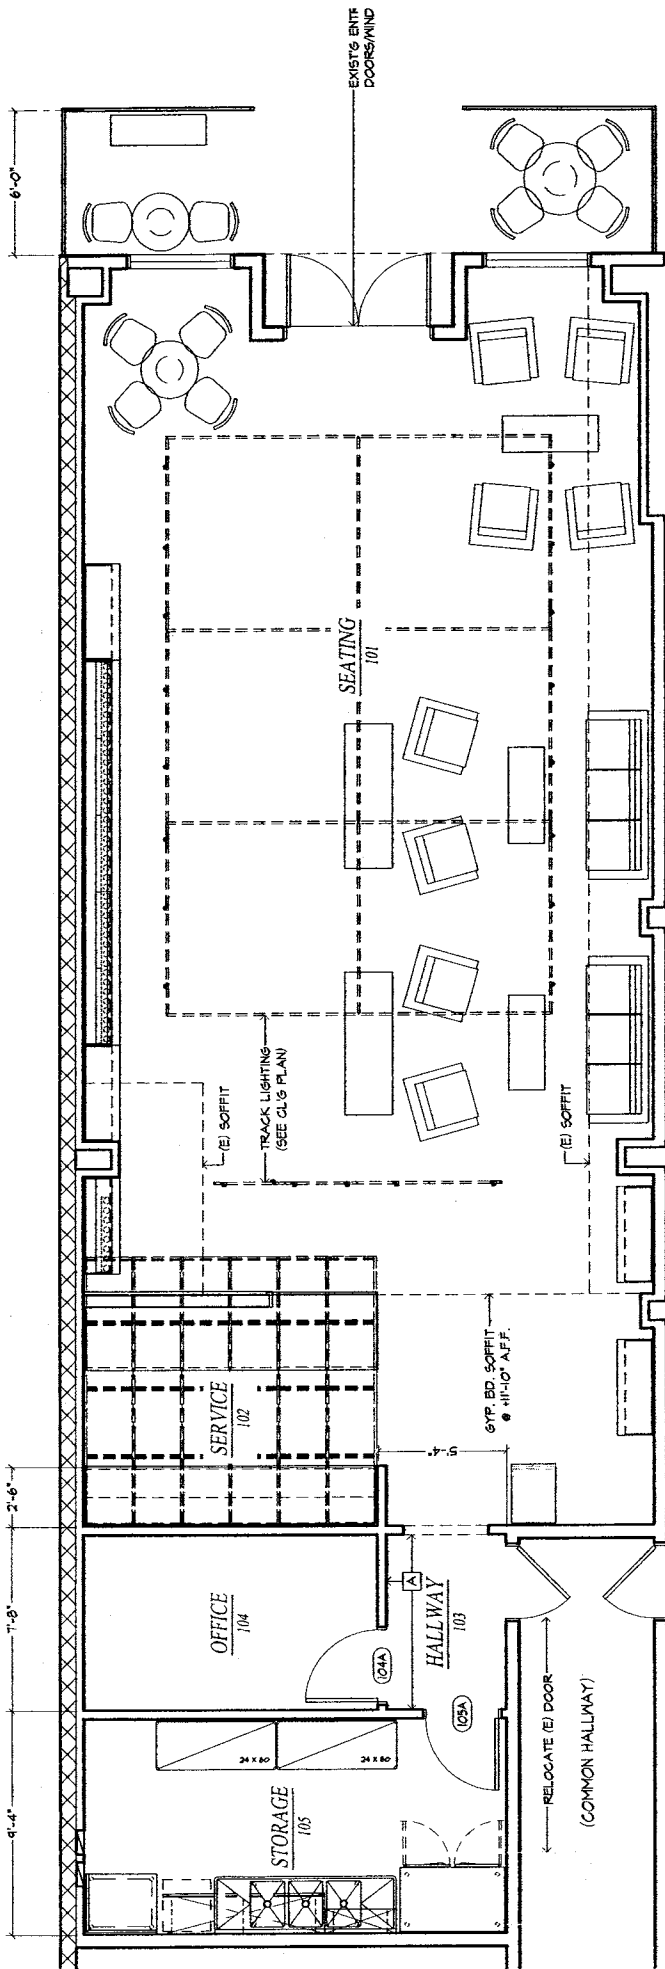 6'-0"
EXIST'G ENTR
DOORS/WIND
SEATING
101
(E) SOFFIT
TRACK LIGHTING
(SEE CL'G PLAN)
(E) SOFFIT
GYP. BD. SOFFIT
@ +11'-10" A.F.F.
SERVICE
102
5'-4"
2'-6"
7'-8"
9'-4"
OFFICE
104
A
HALLWAY
103
104A
105A
RELOCATE (E) DOOR
(COMMON HALLWAY)
24 X 80
24 X 80
STORAGE
105